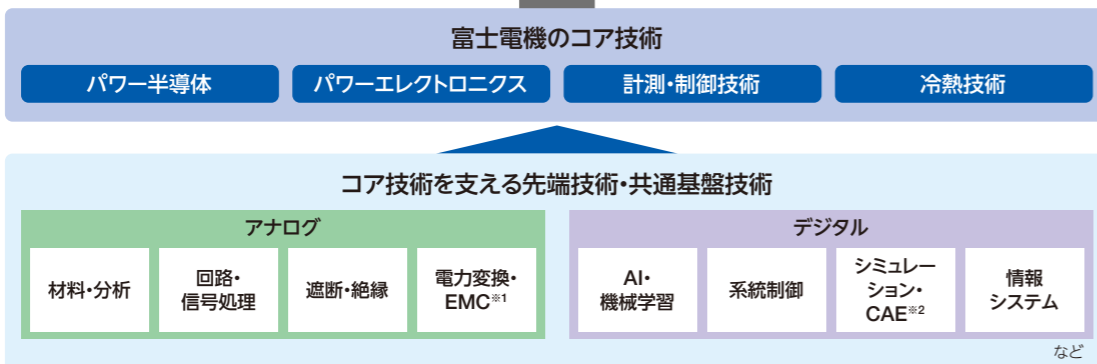 富士電機のコア技術
パワー半導体
パワーエレクトロニクス
計測・制御技術
冷熱技術
コア技術を支える先端技術・共通基盤技術
アナログ
デジタル
材料・分析
回路・
信号処理
遮断・絶縁
電力変換・
EMC※1
AI・
機械学習
系統制御
シミュレー
ション・
CAE※2
情報
システム
など